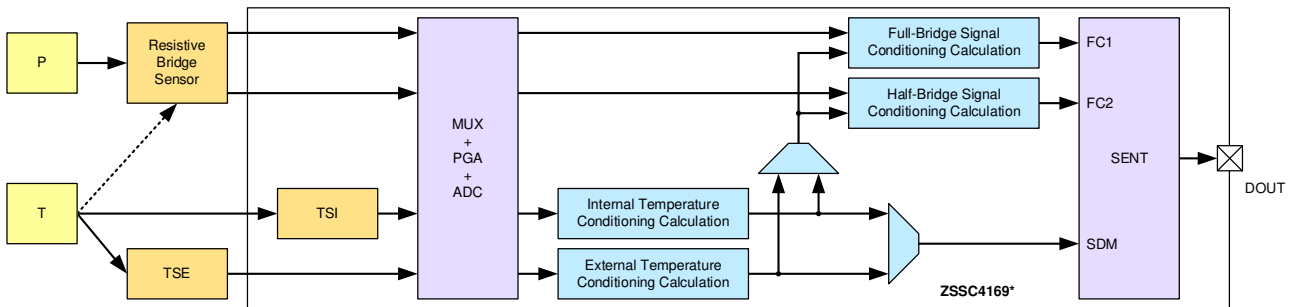 P
Resistive
Bridge
Sensor
T
TSI
TSE
MUX
+
PGA
+
ADC
Full-Bridge Signal
Conditioning Calculation
Half-Bridge Signal
Conditioning Calculation
Internal Temperature
Conditioning Calculation
External Temperature
Conditioning Calculation
FC1
FC2
SENT
SDM
DOUT
ZSSC4169*